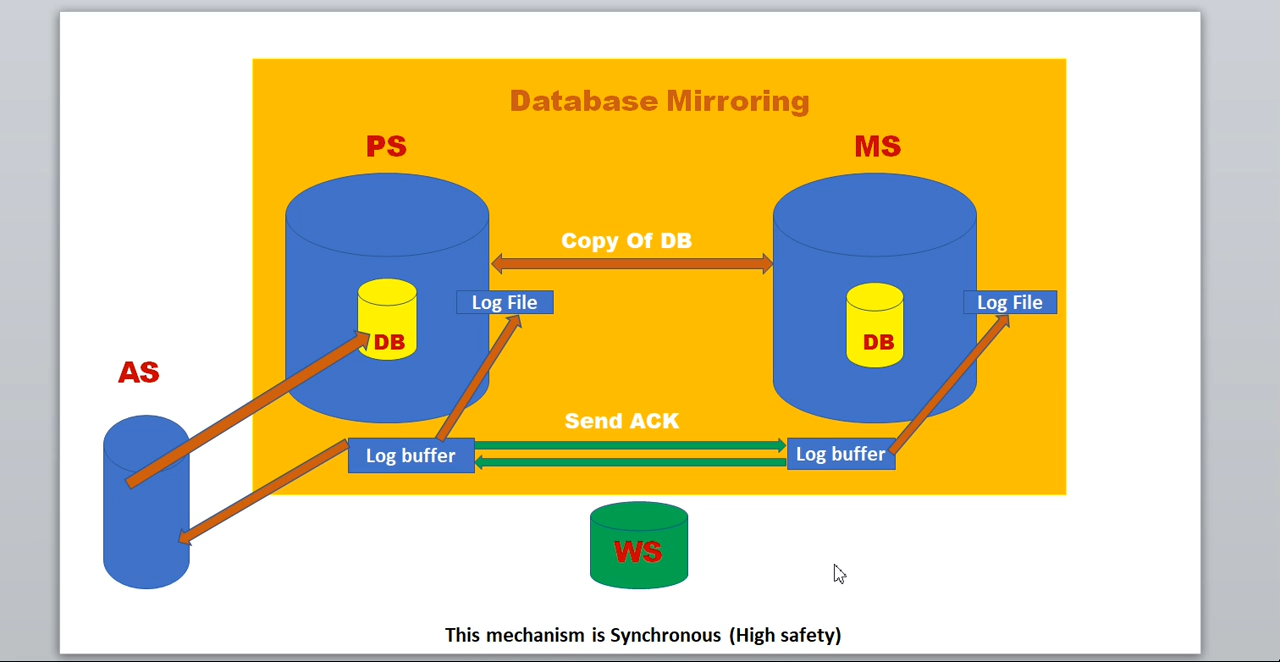 Database Mirroring
PS
MS
Copy Of DB
Log File
Log File
DB
DB
AS
Send ACK
Log buffer
Log buffer
WS
This mechanism is Synchronous (High safety)